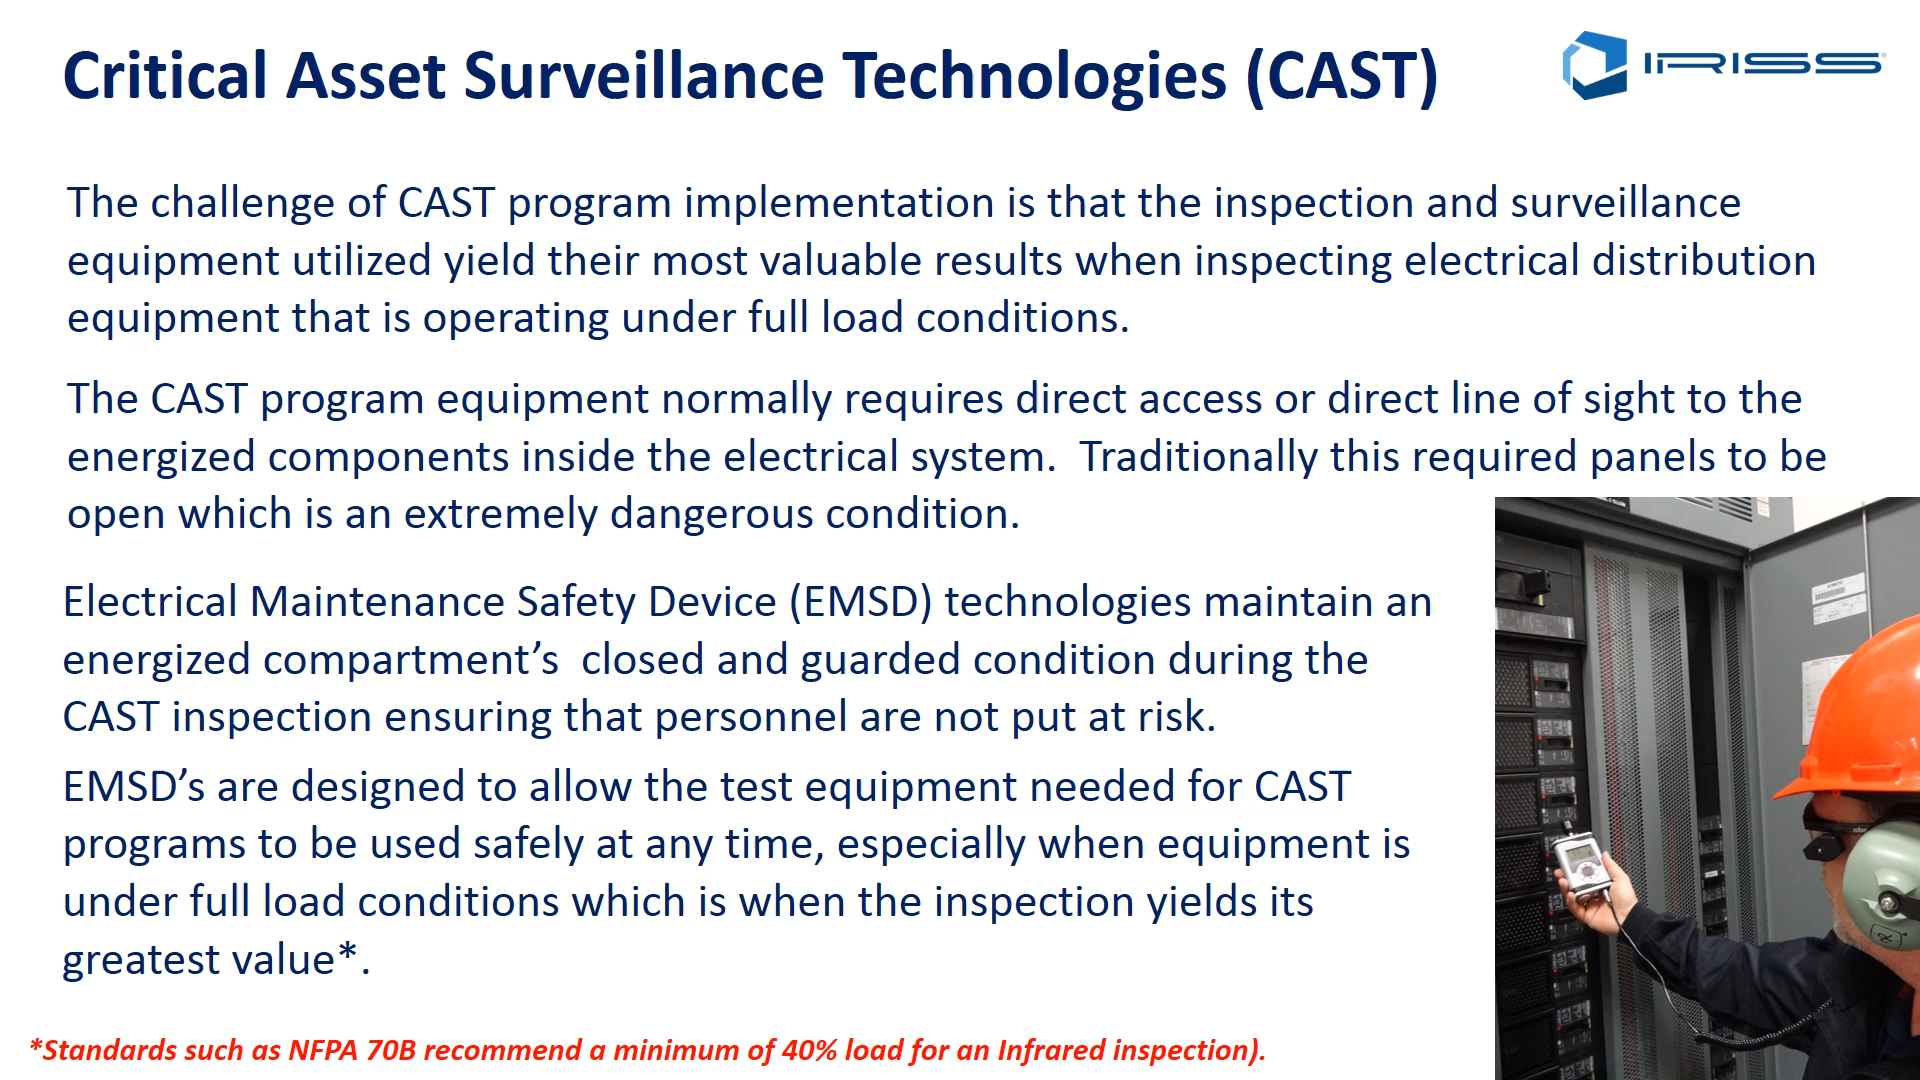 Critical Asset Surveillance Technologies (CAST)
IRISS
The challenge of CAST program implementation is that the inspection and surveillance
equipment utilized yield their most valuable results when inspecting electrical distribution
equipment that is operating under full load conditions.
The CAST program equipment normally requires direct access or direct line of sight to the
energized components inside the electrical system.  Traditionally this required panels to be
open which is an extremely dangerous condition.
Electrical Maintenance Safety Device (EMSD) technologies maintain an
energized compartment’s  closed and guarded condition during the
CAST inspection ensuring that personnel are not put at risk.
EMSD’s are designed to allow the test equipment needed for CAST
programs to be used safely at any time, especially when equipment is
under full load conditions which is when the inspection yields its
greatest value*.
*Standards such as NFPA 70B recommend a minimum of 40% load for an Infrared inspection).